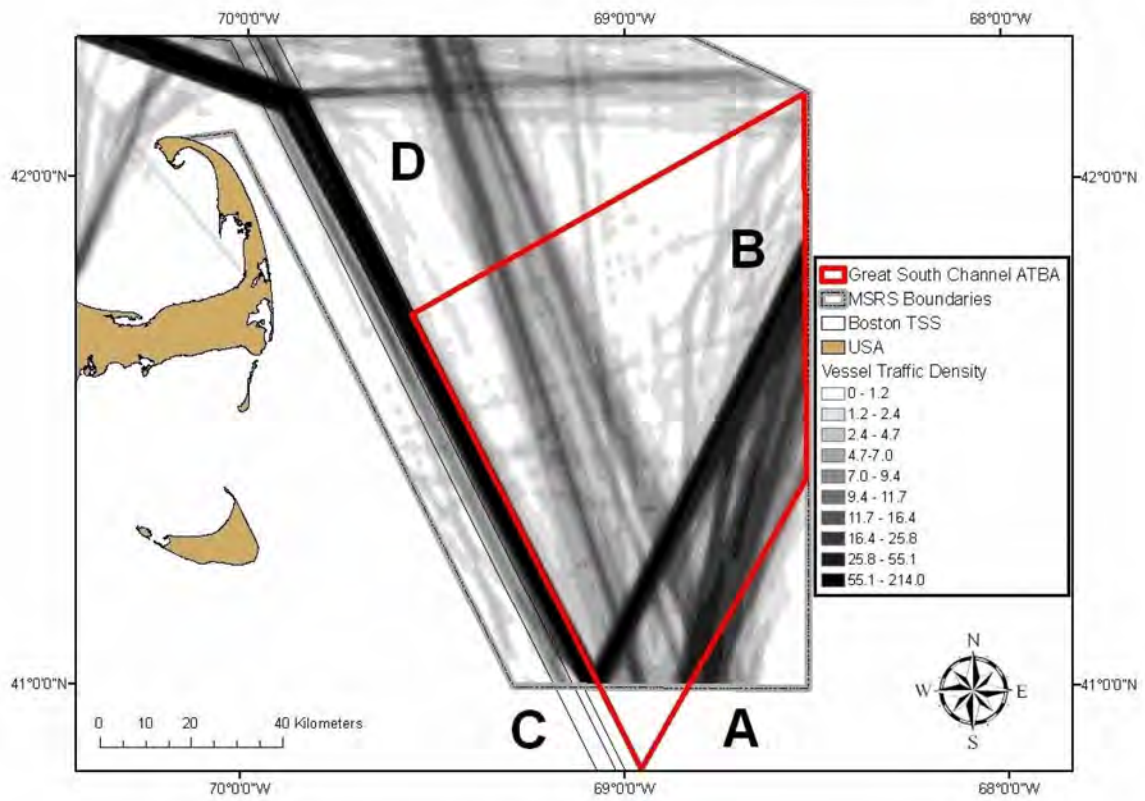 70°0'0"W 69°0'0"W 68°0'0"W
D
42°0'0"N 42°0'0"N
B
Great South Channel ATBA
MSRS Boundaries
Boston TSS
USA
Vessel Traffic Density
0 - 1.2
1.2 - 2.4
2.4 - 4.7
4.7-7.0
7.0 - 9.4
9.4 - 11.7
11.7 - 16.4
16.4 - 25.8
25.8 - 55.1
55.1 - 214.0
N
W E
S
41°0'0"N 41°0'0"N
0 10 20 40 Kilometers
C A
70°0'0"W 69°0'0"W 68°0'0"W